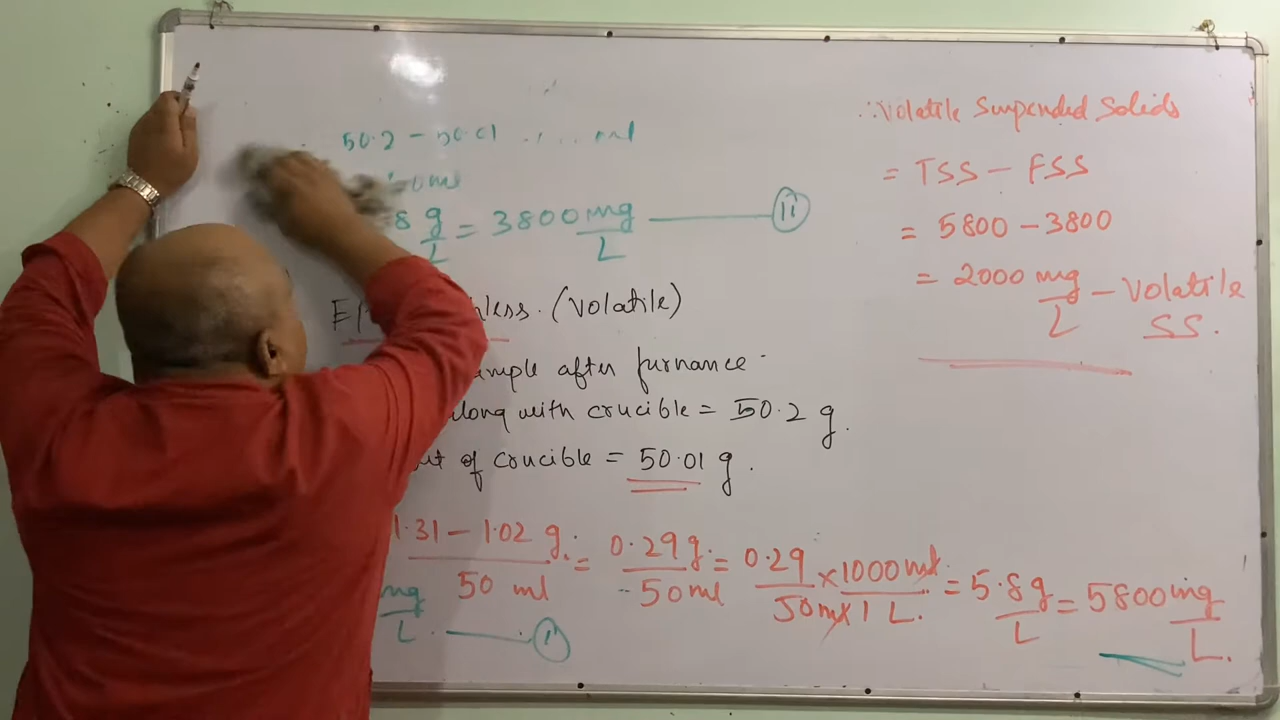 50.2 - 50.01 ml
8 g/L = 3800 mg/L — (ii)
(Volatile)
after furnance
along with crucible = 50.2 g.
of crucible = 50.01 g.
1.31 - 1.02 g. / 50 ml = 0.29 g / 50 ml = 0.29 / 50 ml × 1000 ml / 1 L. = 5.8 g/L = 5800 mg/L.
mg/L. — (i)
∴ Volatile Suspended Solids
= TSS - FSS
= 5800 - 3800
= 2000 mg/L - Volatile
SS.